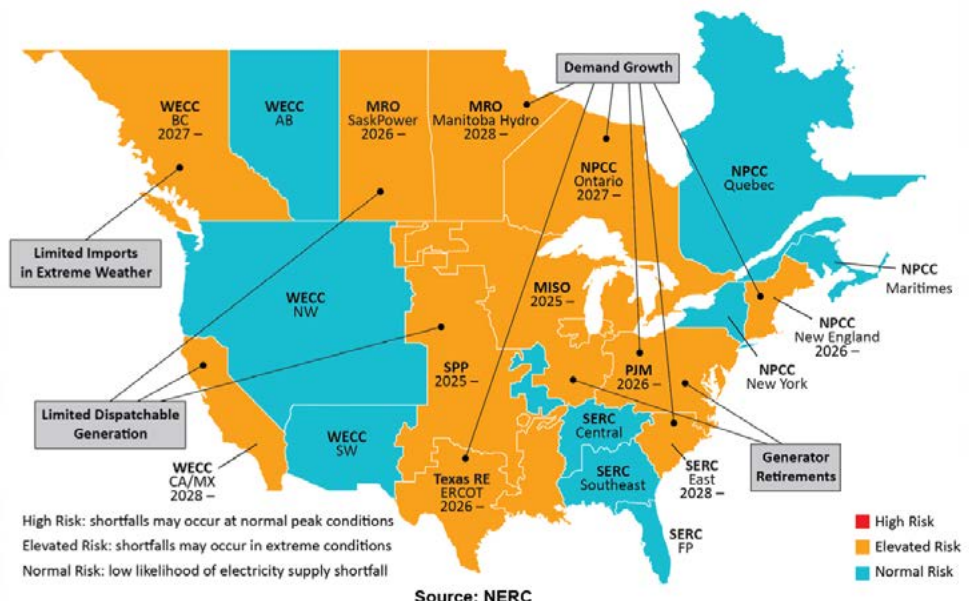 Demand Growth
WECC
BC
2027 –
WECC
AB
MRO
SaskPower
2026 –
MRO
Manitoba Hydro
2028 –
NPCC
Ontario
2027 –
NPCC
Quebec
Limited Imports
in Extreme Weather
WECC
NW
MISO
2025 –
NPCC
Maritimes
NPCC
New England
2026 –
SPP
2025 –
PJM
2026 –
NPCC
New York
Limited Dispatchable
Generation
WECC
SW
SERC
Central
Generator
Retirements
WECC
CA/MX
2028 –
Texas RE
ERCOT
2026 –
SERC
Southeast
SERC
East
2028 –
SERC
FP
High Risk: shortfalls may occur at normal peak conditions
Elevated Risk: shortfalls may occur in extreme conditions
Normal Risk: low likelihood of electricity supply shortfall
High Risk
Elevated Risk
Normal Risk
Source: NERC